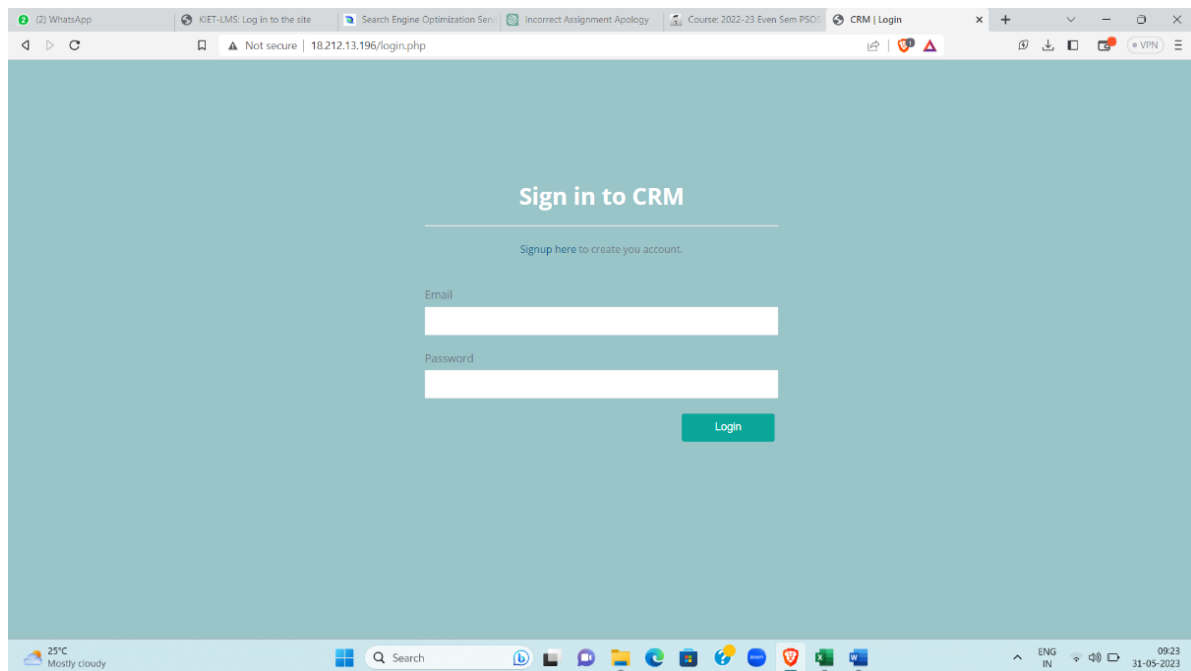 (2) WhatsApp
KIET-LMS: Log in to the site
Search Engine Optimization Serv
Incorrect Assignment Apology
Course: 2022-23 Even Sem PSOS
CRM | Login
Not secure | 18.212.13.196/login.php
VPN
Sign in to CRM
Signup here to create you account.
Email
Password
Login
25°C
Mostly cloudy
Search
ENG
IN
09:23
31-05-2023